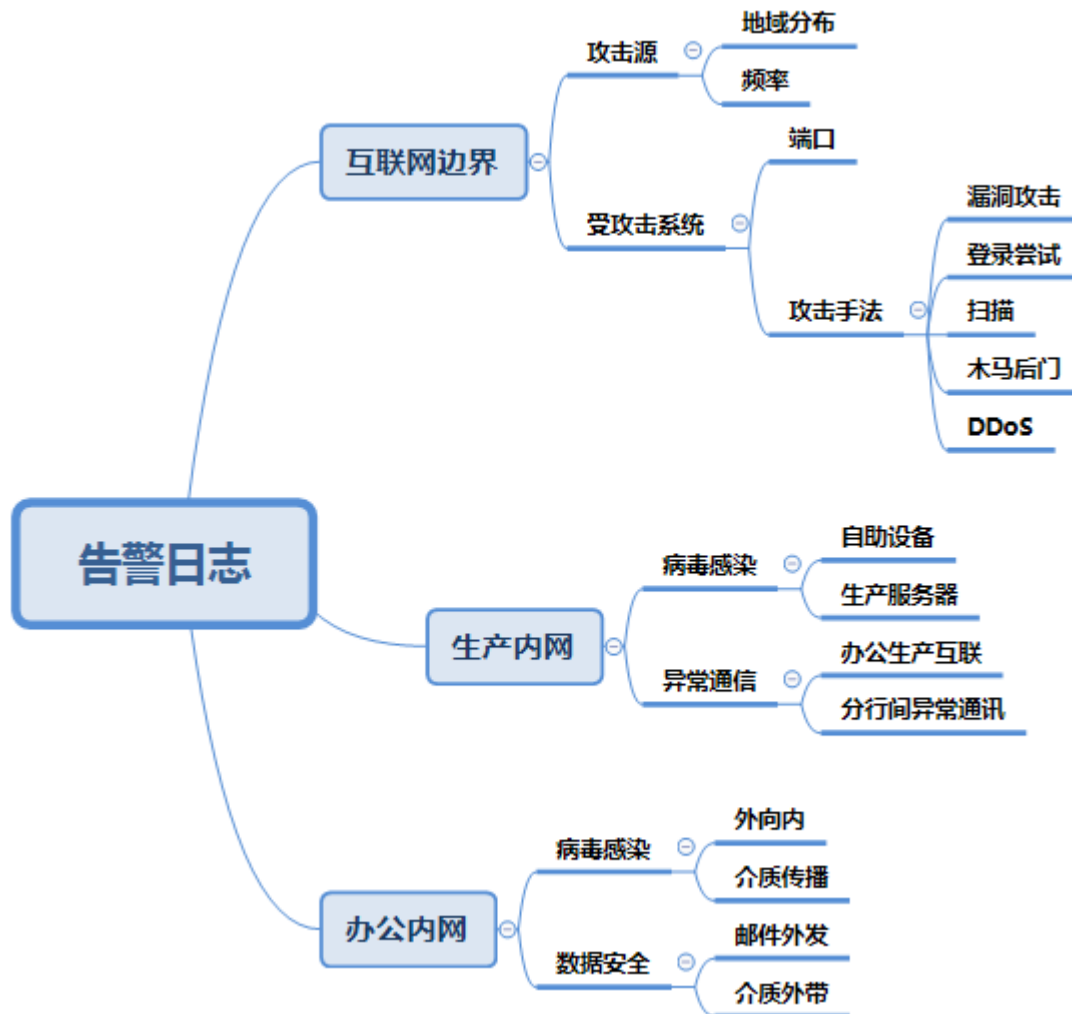 告警日志
互联网边界
攻击源
地域分布
频率
受攻击系统
端口
攻击手法
漏洞攻击
登录尝试
扫描
木马后门
DDoS
生产内网
病毒感染
自助设备
生产服务器
异常通信
办公生产互联
分行间异常通讯
办公内网
病毒感染
外向内
介质传播
数据安全
邮件外发
介质外带